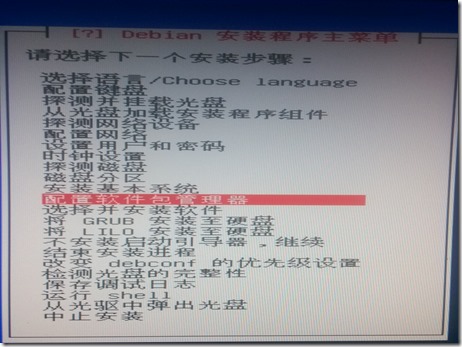 [?] Debian 安装程序主菜单
请选择下一个安装步骤：
选择语言/Choose language
配置键盘
探测并挂载光盘
从光盘加载安装程序组件
探测网络设备
配置网络
设置用户和密码
时钟设置
探测磁盘
磁盘分区
安装基本系统
配置软件包管理器
选择并安装软件
将 GRUB 安装至硬盘
将 LILO 安装至硬盘
不安装启动引导器，继续
结束安装进程
改变 debconf 的优先级设置
检测光盘的完整性
保存调试日志
运行 shell
从光驱中弹出光盘
中止安装